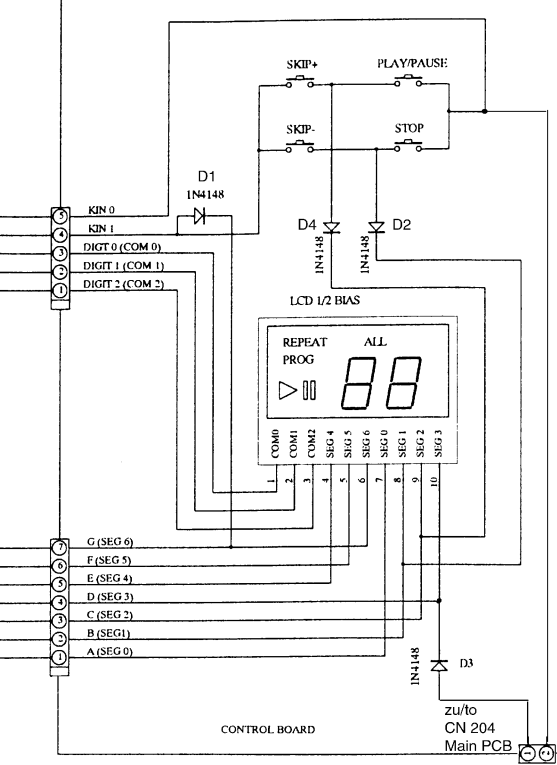 SKIP+
PLAY/PAUSE
SKIP-
STOP
D1
1N4148
5
KIN 0
4
KIN 1
3
DIGT 0 (COM 0)
2
DIGIT 1 (COM 1)
1
DIGIT 2 (COM 2)
D4
1N4148
D2
1N4148
LCD 1/2 BIAS
REPEAT
ALL
PROG
88
COM0
COM1
COM2
SEG 4
SEG 5
SEG 6
SEG 0
SEG 1
SEG 2
SEG 3
1
2
3
4
5
6
7
8
9
10
7
G (SEG 6)
6
F (SEG 5)
5
E (SEG 4)
4
D (SEG 3)
3
C (SEG 2)
2
B (SEG1)
1
A (SEG 0)
1N4148
D3
zu/to
CN 204
Main PCB
1
2
CONTROL BOARD